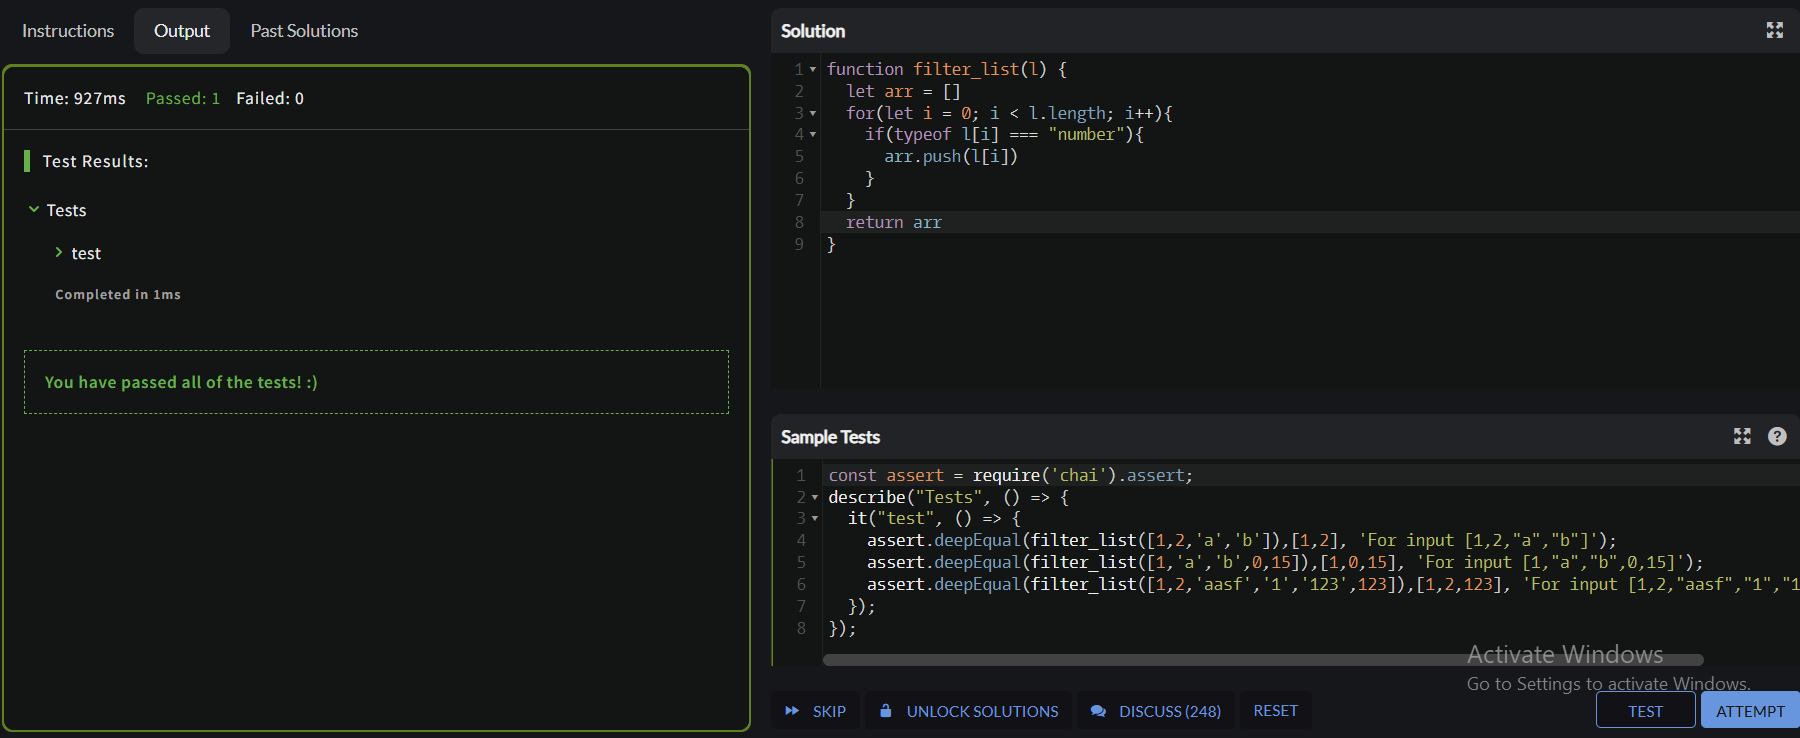 Instructions
Output
Past Solutions
Time: 927ms Passed: 1 Failed: 0
Test Results:
Tests
test
Completed in 1ms
You have passed all of the tests! :)
Solution
1 function filter_list(l) {
2 let arr = []
3 for(let i = 0; i < l.length; i++){
4 if(typeof l[i] === "number"){
5 arr.push(l[i])
6 }
7 }
8 return arr
9 }
Sample Tests
1 const assert = require('chai').assert;
2 describe("Tests", () => {
3 it("test", () => {
4 assert.deepEqual(filter_list([1,2,'a','b']),[1,2], 'For input [1,2,"a","b"]');
5 assert.deepEqual(filter_list([1,'a','b',0,15]),[1,0,15], 'For input [1,"a","b",0,15]');
6 assert.deepEqual(filter_list([1,2,'aasf','1','123',123]),[1,2,123], 'For input [1,2,"aasf","1","1
7 });
8 });
Activate Windows
Go to Settings to activate Windows.
SKIP
UNLOCK SOLUTIONS
DISCUSS (248)
RESET
TEST
ATTEMPT